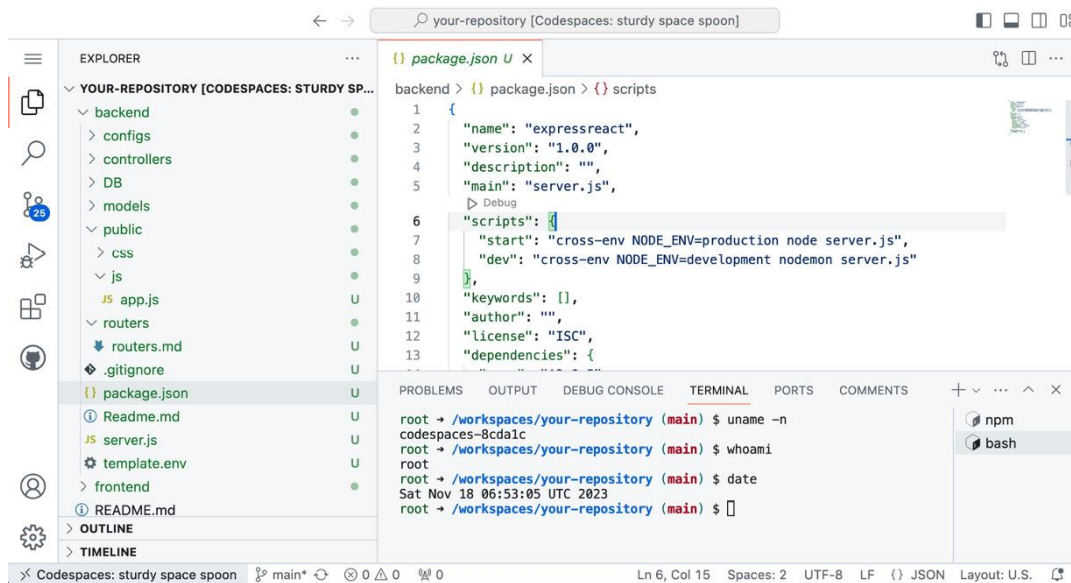 your-repository [Codespaces: sturdy space spoon]
EXPLORER
YOUR-REPOSITORY [CODESPACES: STURDY SP...
backend
configs
controllers
DB
models
public
css
js
JS app.js U
routers
routers.md U
.gitignore U
{} package.json U
Readme.md U
JS server.js U
template.env U
frontend
README.md
OUTLINE
TIMELINE
25
{} package.json U
backend > {} package.json > {} scripts
1 {
2 "name": "expressreact",
3 "version": "1.0.0",
4 "description": "",
5 "main": "server.js",
Debug
6 "scripts": {
7 "start": "cross-env NODE_ENV=production node server.js",
8 "dev": "cross-env NODE_ENV=development nodemon server.js"
9 },
10 "keywords": [],
11 "author": "",
12 "license": "ISC",
13 "dependencies": {
PROBLEMS OUTPUT DEBUG CONSOLE TERMINAL PORTS COMMENTS
root → /workspaces/your-repository (main) $ uname -n
codespaces-8cda1c
root → /workspaces/your-repository (main) $ whoami
root
root → /workspaces/your-repository (main) $ date
Sat Nov 18 06:53:05 UTC 2023
root → /workspaces/your-repository (main) $
npm
bash
Codespaces: sturdy space spoon main* 0 0 0 Ln 6, Col 15 Spaces: 2 UTF-8 LF {} JSON Layout: U.S.